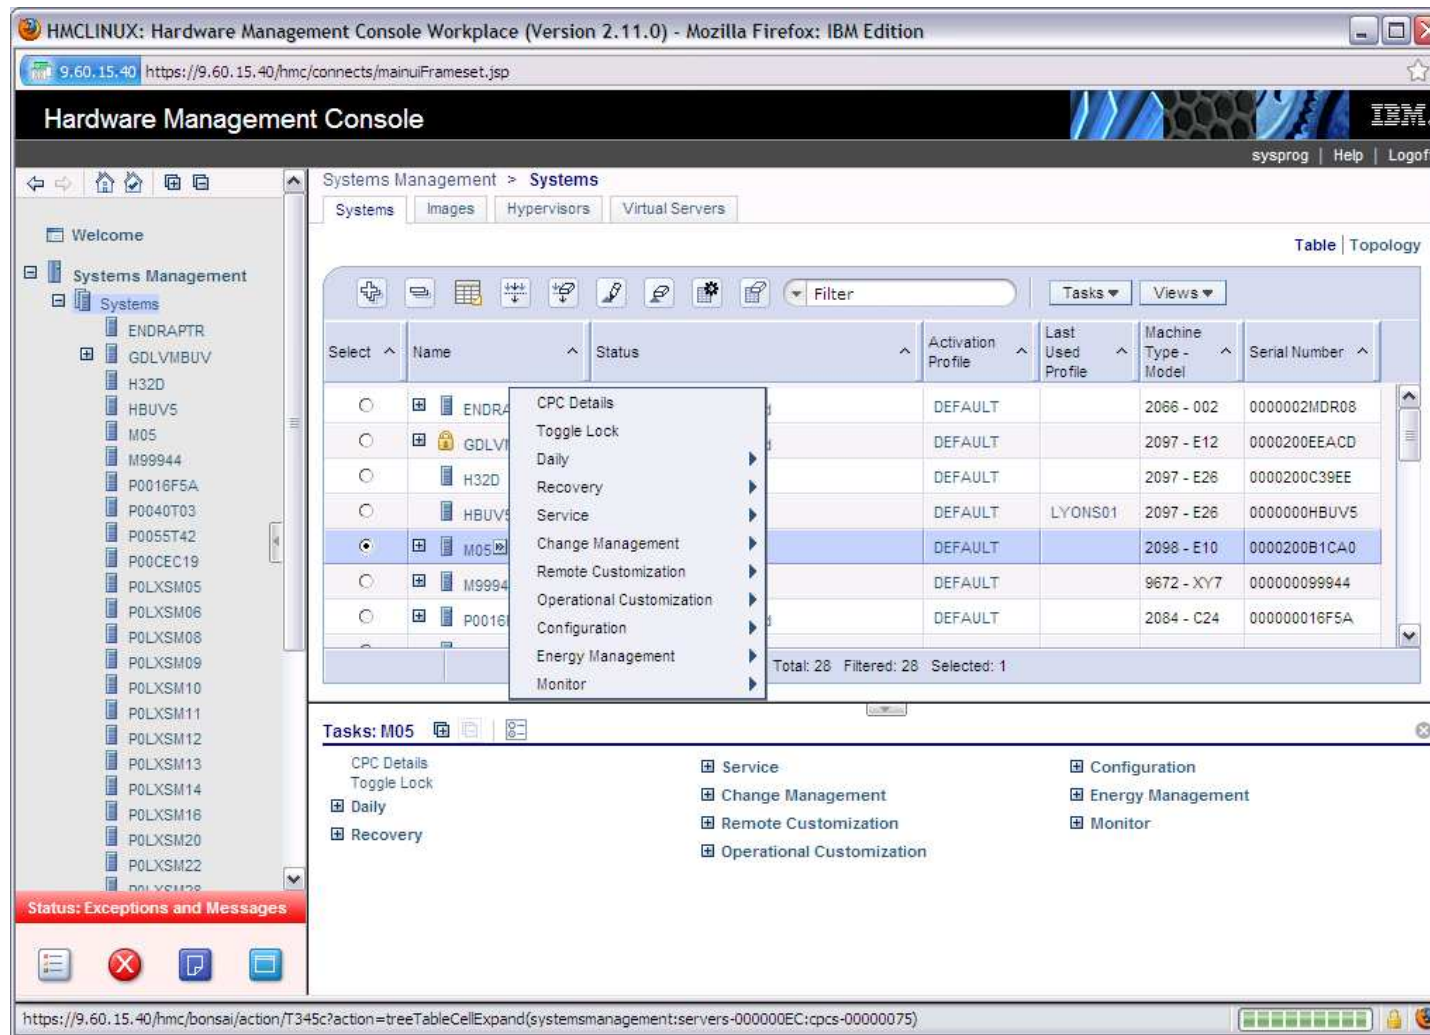 HMCLINUX: Hardware Management Console Workplace (Version 2.11.0) - Mozilla Firefox: IBM Edition
9.60.15.40 https://9.60.15.40/hmc/connects/mainuiFrameset.jsp
Hardware Management Console
IBM.
sysprog | Help | Logoff
Systems Management > Systems
Systems Images Hypervisors Virtual Servers
Table | Topology
Welcome
Systems Management
Systems
ENDRAPTR
GDLVMBUV
H32D
HBUV5
M05
M99944
P0016F5A
P0040T03
P0055T42
P00CEC19
P0LXSM05
P0LXSM06
P0LXSM08
P0LXSM09
P0LXSM10
P0LXSM11
P0LXSM12
P0LXSM13
P0LXSM14
P0LXSM16
P0LXSM20
P0LXSM22
P0LXSM28
Status: Exceptions and Messages
Filter Tasks Views
Select Name Status Activation Profile Last Used Profile Machine Type - Model Serial Number
ENDRA d DEFAULT 2066 - 002 0000002MDR08
GDLVM d DEFAULT 2097 - E12 0000200EEACD
H32D DEFAULT 2097 - E26 0000200C39EE
HBUV5 DEFAULT LYONS01 2097 - E26 0000000HBUV5
M05 DEFAULT 2098 - E10 0000200B1CA0
M9994 DEFAULT 9672 - XY7 000000099944
P0016F d DEFAULT 2084 - C24 000000016F5A
Total: 28 Filtered: 28 Selected: 1
CPC Details
Toggle Lock
Daily
Recovery
Service
Change Management
Remote Customization
Operational Customization
Configuration
Energy Management
Monitor
Tasks: M05
CPC Details
Toggle Lock
Daily
Recovery
Service
Change Management
Remote Customization
Operational Customization
Configuration
Energy Management
Monitor
https://9.60.15.40/hmc/bonsai/action/T345c?action=treeTableCellExpand(systemsmanagement:servers-000000EC:cpcs-00000075)